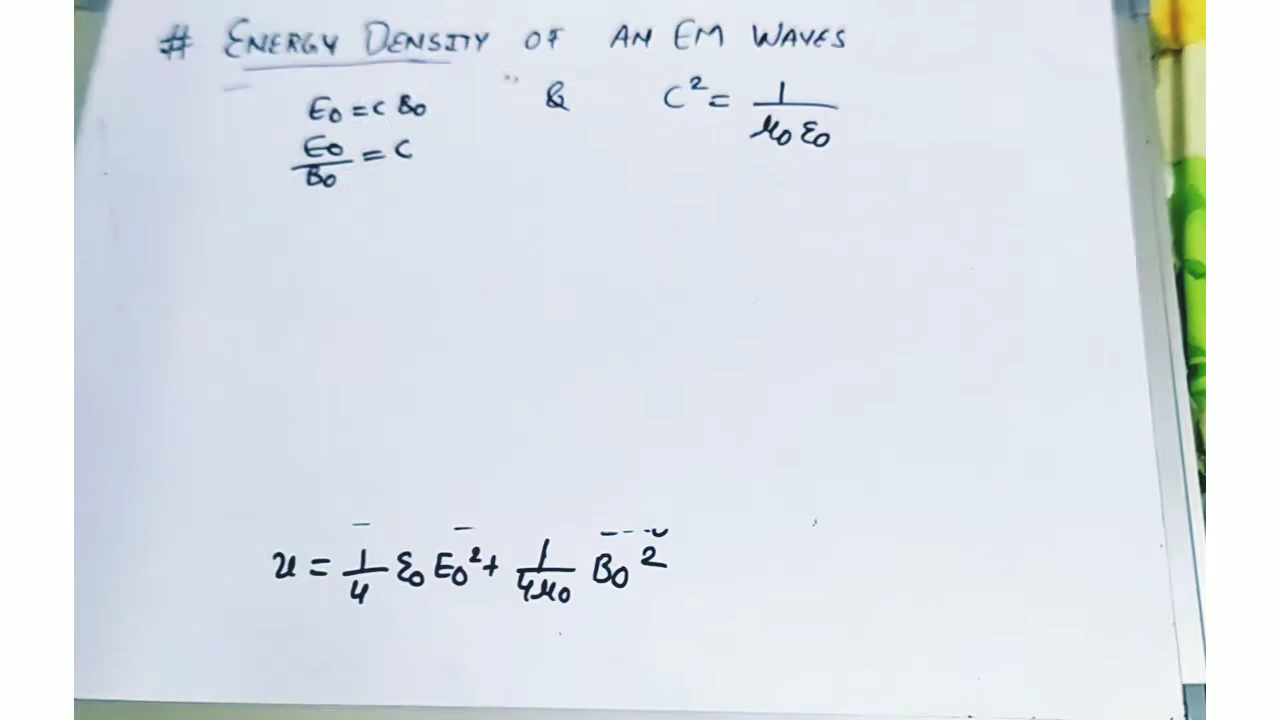 # ENERGY DENSITY OF AN EM WAVES
E₀ = C B₀ & C² = 1/μ₀ε₀
E₀/B₀ = C
u = 1/4 ε₀ E₀² + 1/4μ₀ B₀²